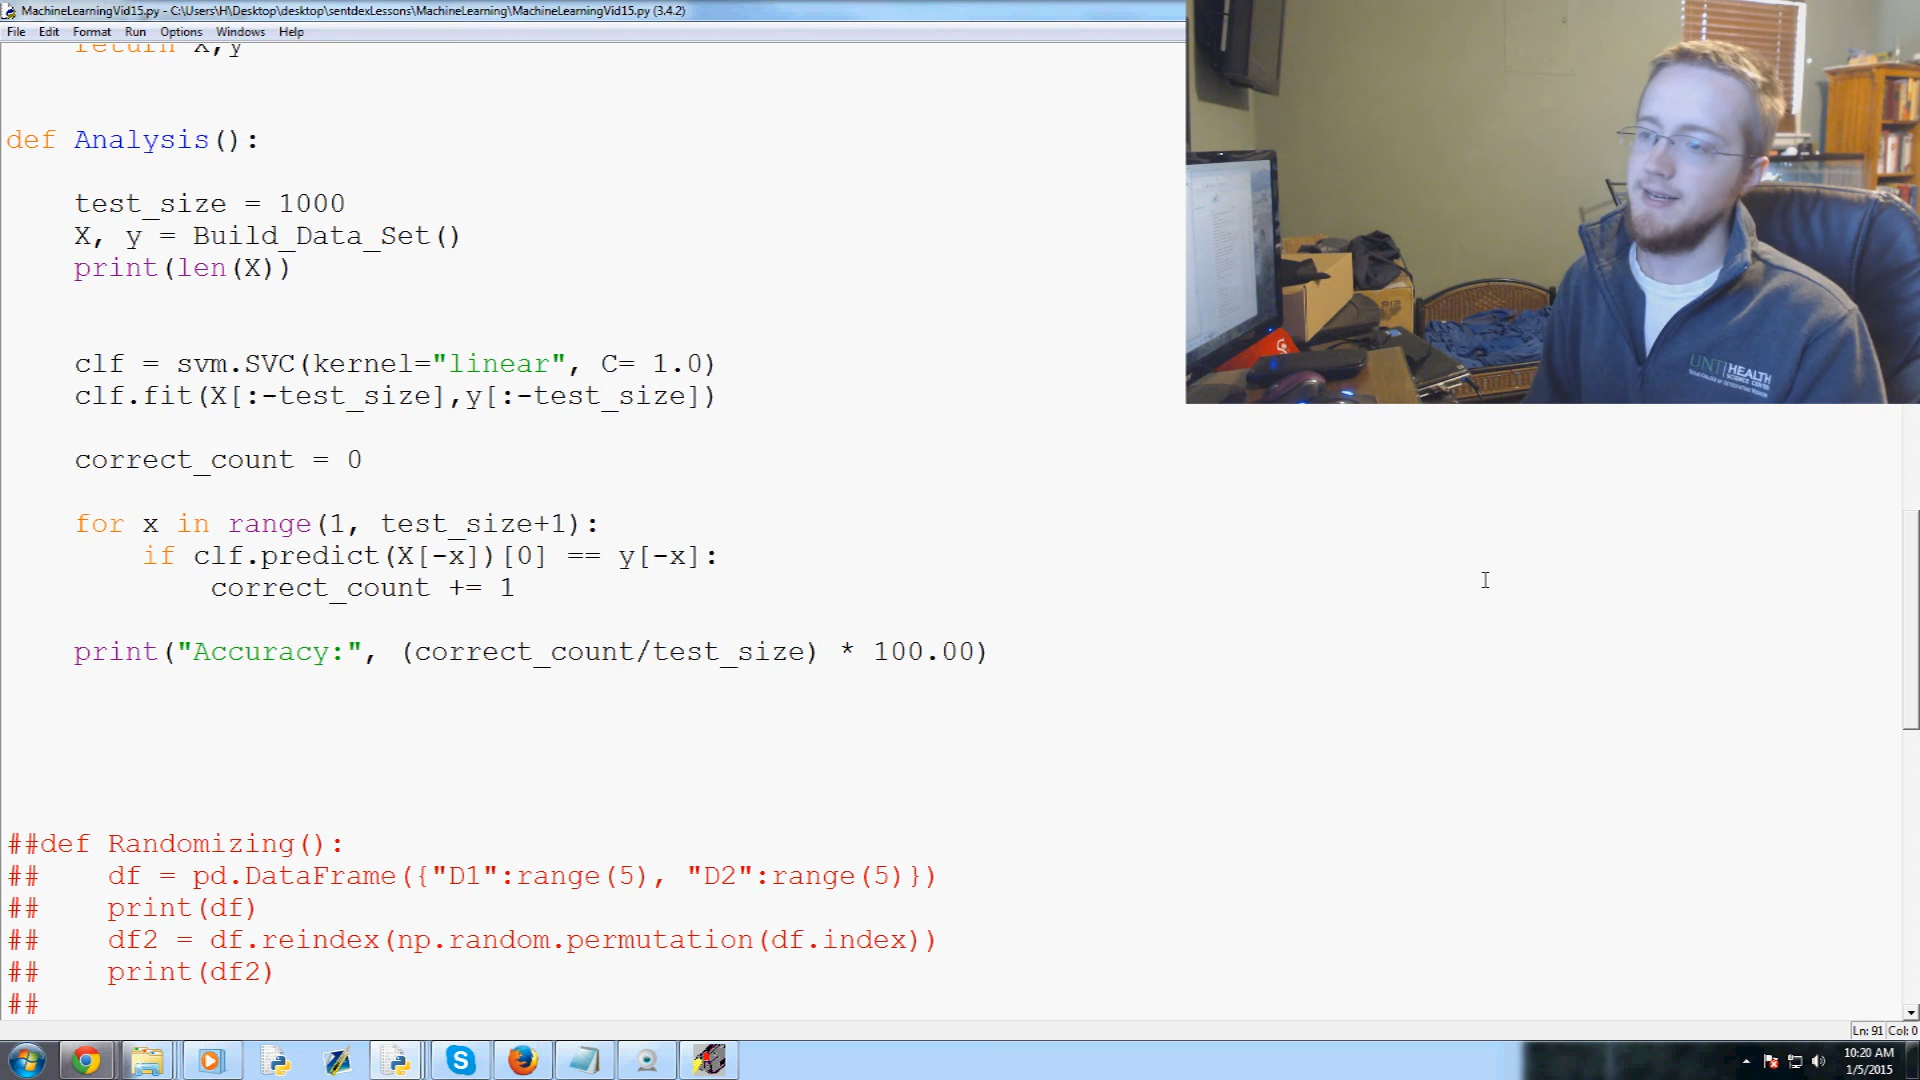 MachineLearningVid15.py - C:\Users\H\Desktop\desktop\sentdexLessons\MachineLearning\MachineLearningVid15.py (3.4.2)
File Edit Format Run Options Windows Help
return X,y
def Analysis():
test_size = 1000
X, y = Build_Data_Set()
print(len(X))
clf = svm.SVC(kernel="linear", C= 1.0)
clf.fit(X[:-test_size],y[:-test_size])
correct_count = 0
for x in range(1, test_size+1):
if clf.predict(X[-x])[0] == y[-x]:
correct_count += 1
print("Accuracy:", (correct_count/test_size) * 100.00)
##def Randomizing():
## df = pd.DataFrame({"D1":range(5), "D2":range(5)})
## print(df)
## df2 = df.reindex(np.random.permutation(df.index))
## print(df2)
##
UNT HEALTH
SCIENCE CENTER
Ln: 91 Col: 0
10:20 AM
1/5/2015